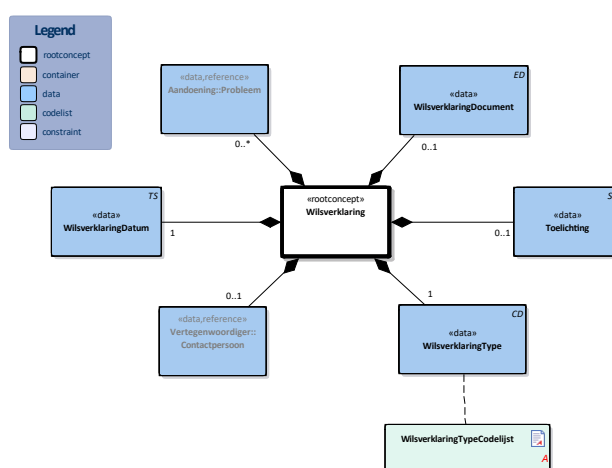 Legend
rootconcept
container
data
codelist
constraint
«data,reference»
Aandoening::Probleem
0..*
ED
«data»
WilsverklaringDocument
0..1
TS
«data»
WilsverklaringDatum
1
«rootconcept»
Wilsverklaring
S
«data»
Toelichting
0..1
0..1
«data,reference»
Vertegenwoordiger::
Contactpersoon
1
CD
«data»
WilsverklaringType
WilsverklaringTypeCodelijst
A